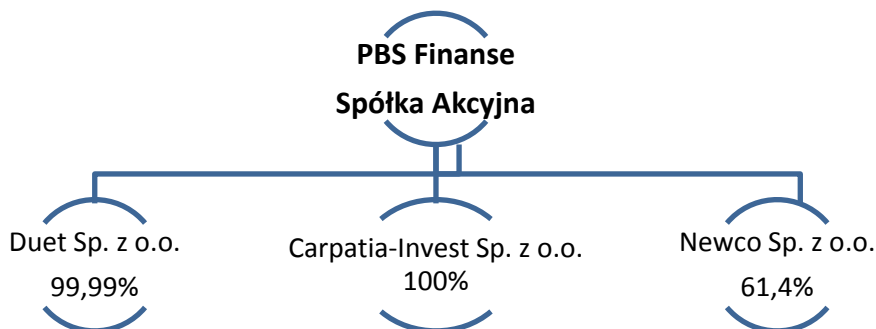 PBS Finanse
Spółka Akcyjna
Duet Sp. z o.o.
99,99%
Carpatia-Invest Sp. z o.o.
100%
Newco Sp. z o.o.
61,4%